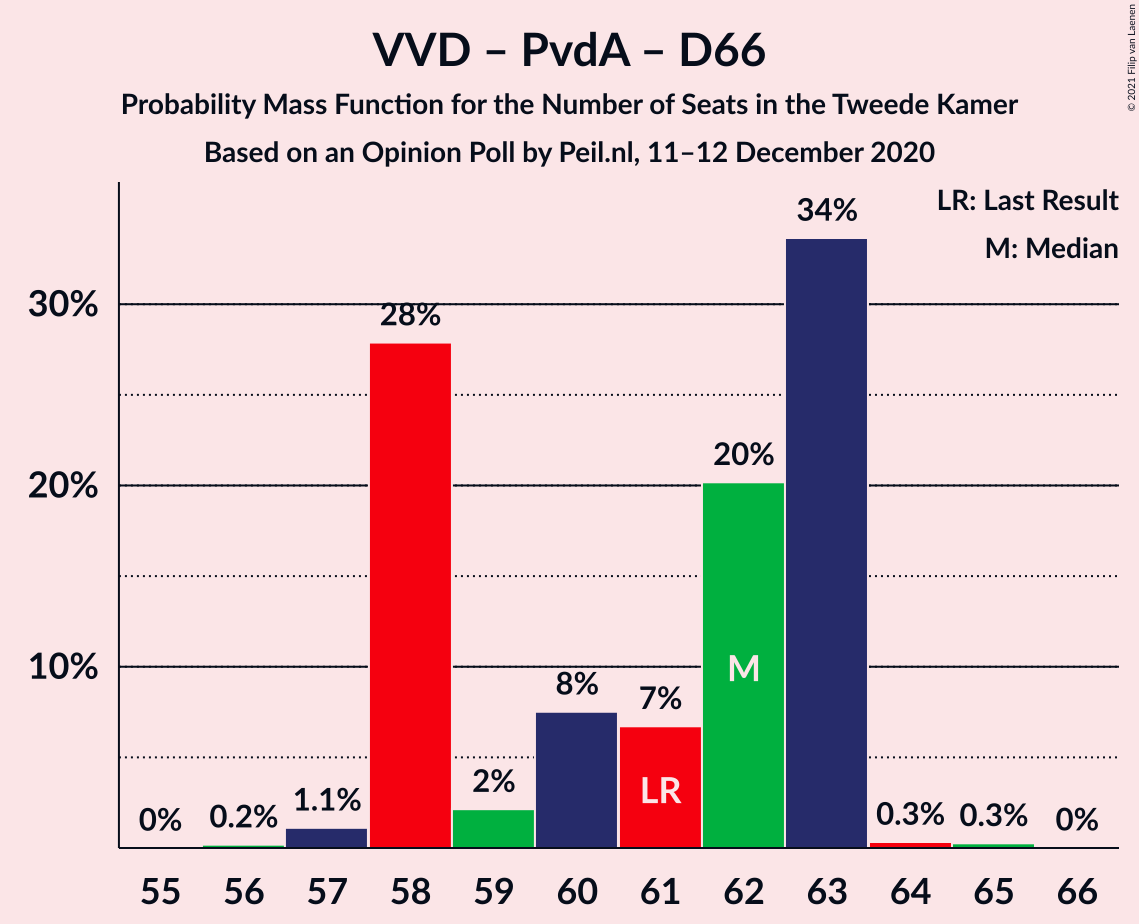 VVD – PvdA – D66
Probability Mass Function for the Number of Seats in the Tweede Kamer
Based on an Opinion Poll by Peil.nl, 11–12 December 2020
© 2021 Filip van Laenen
LR: Last Result
M: Median
34%
30%
28%
20%
20%
10%
M
8%
7%
LR
2%
1.1%
0%
0.2%
0.3%
0.3%
0%
55 56 57 58 59 60 61 62 63 64 65 66